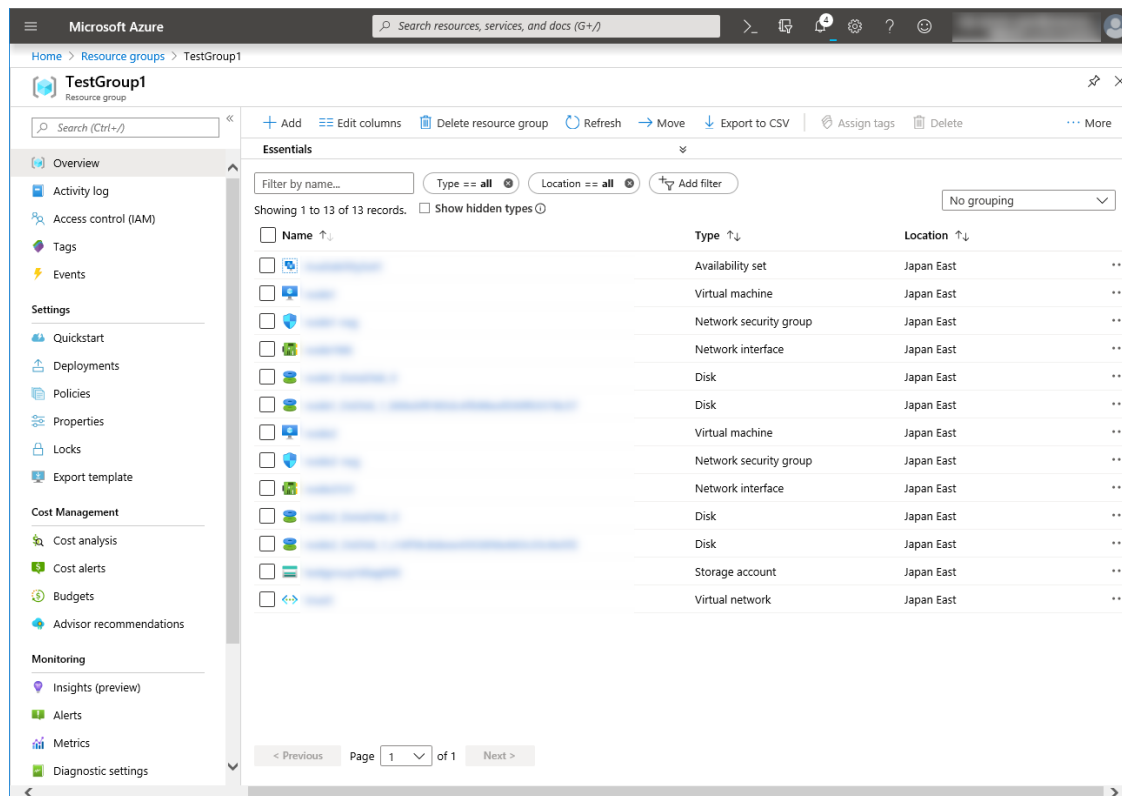 Microsoft Azure
Search resources, services, and docs (G+/)
4
Home > Resource groups > TestGroup1
TestGroup1
Resource group
Search (Ctrl+/)
Overview
Activity log
Access control (IAM)
Tags
Events
Settings
Quickstart
Deployments
Policies
Properties
Locks
Export template
Cost Management
Cost analysis
Cost alerts
Budgets
Advisor recommendations
Monitoring
Insights (preview)
Alerts
Metrics
Diagnostic settings
Add Edit columns Delete resource group Refresh Move Export to CSV Assign tags Delete ··· More
Essentials
Filter by name... Type == all Location == all Add filter
Showing 1 to 13 of 13 records. Show hidden types No grouping
Name Type Location
Availability set Japan East
Virtual machine Japan East
Network security group Japan East
Network interface Japan East
Disk Japan East
Disk Japan East
Virtual machine Japan East
Network security group Japan East
Network interface Japan East
Disk Japan East
Disk Japan East
Storage account Japan East
Virtual network Japan East
< Previous Page 1 of 1 Next >